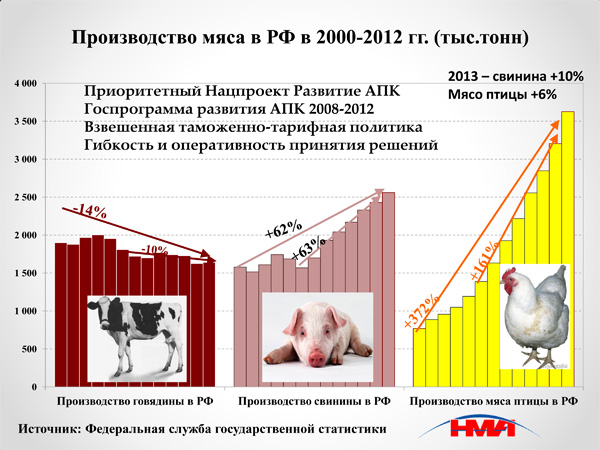 Производство мяса в РФ в 2000-2012 гг. (тыс.тонн)
2013 – свинина +10%
Мясо птицы +6%
Приоритетный Нацпроект Развитие АПК
Госпрограмма развития АПК 2008-2012
Взвешенная таможенно-тарифная политика
Гибкость и оперативность принятия решений
4 000
3 500
3 000
2 500
2 000
1 500
1 000
500
0
-14%
-10%
+62%
+63%
+372%
+161%
Производство говядины в РФ
Производство свинины в РФ
Производство мяса птицы в РФ
Источник: Федеральная служба государственной статистики
НМА